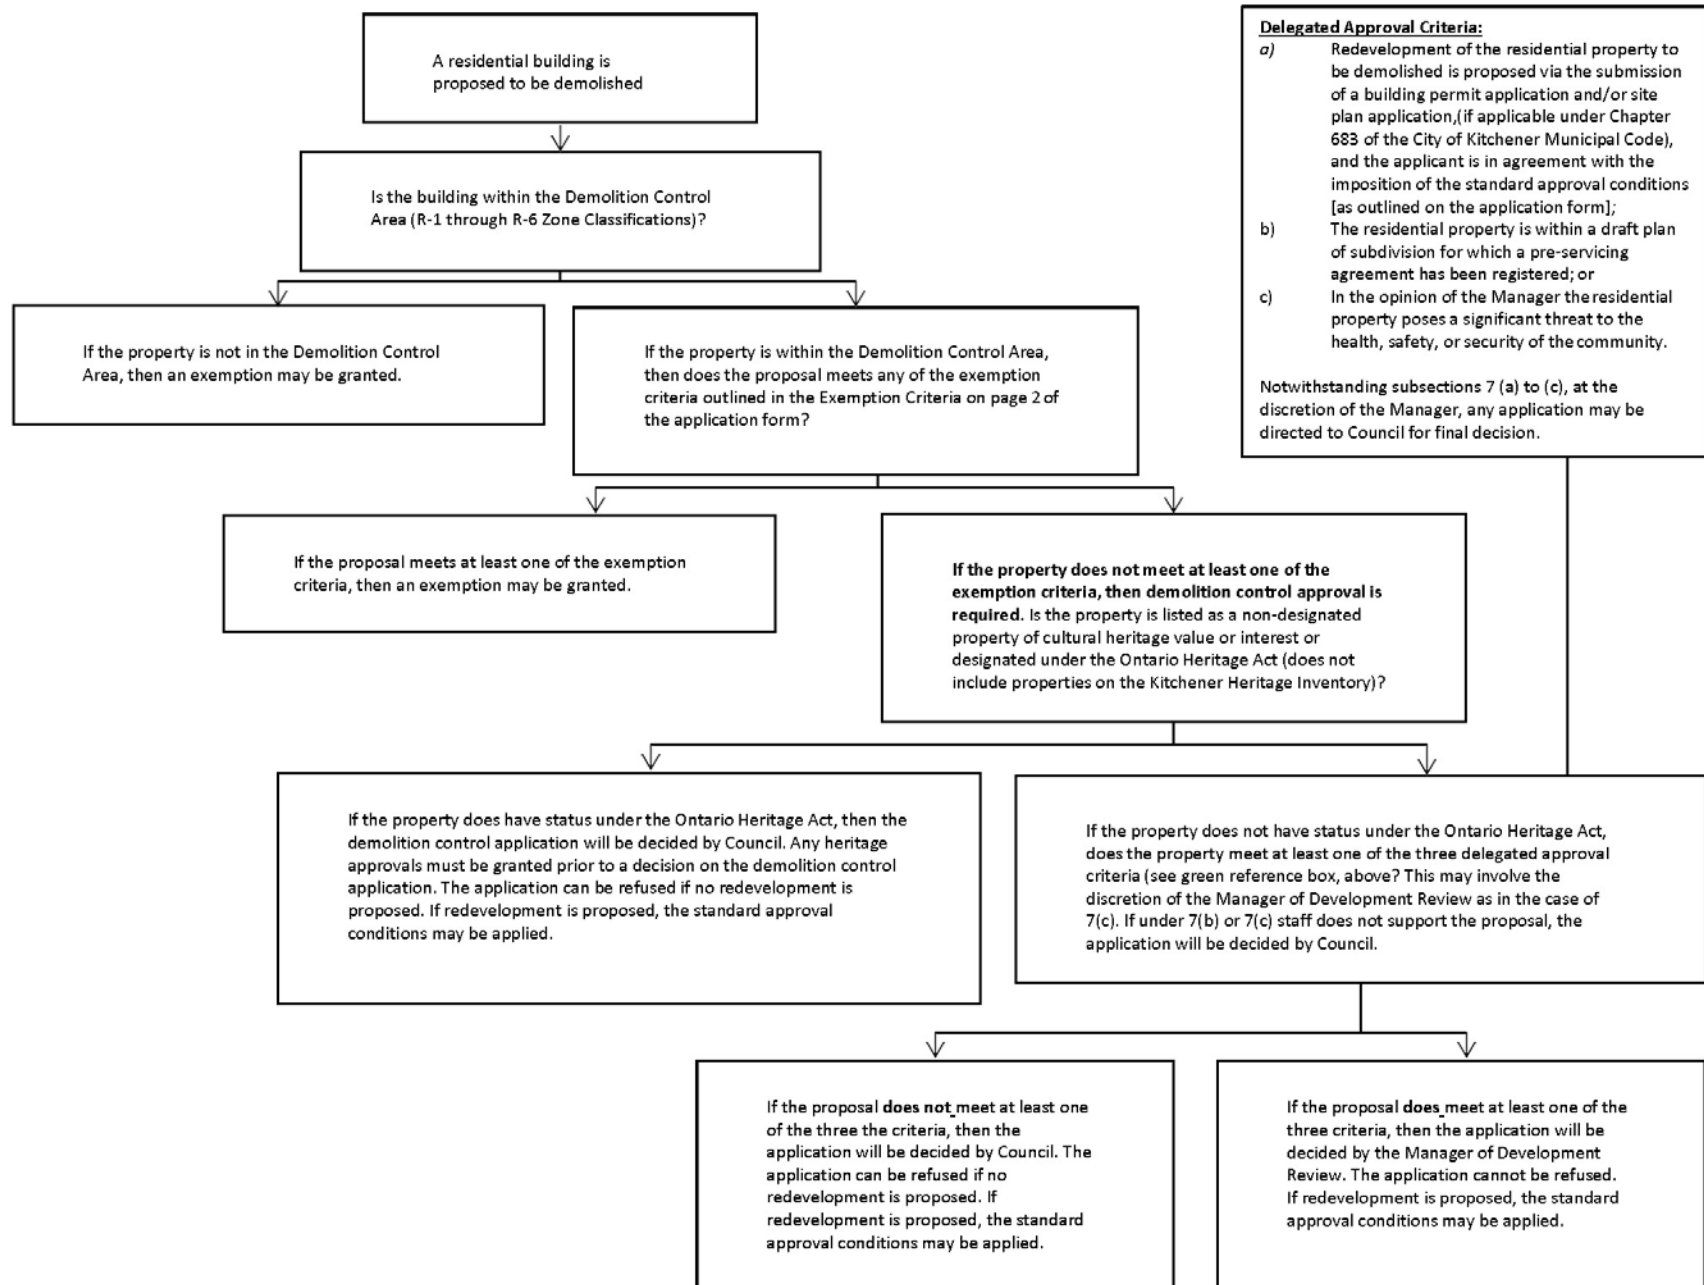 A residential building is
proposed to be demolished
Is the building within the Demolition Control
Area (R-1 through R-6 Zone Classifications)?
If the property is not in the Demolition Control
Area, then an exemption may be granted.
If the property is within the Demolition Control Area,
then does the proposal meets any of the exemption
criteria outlined in the Exemption Criteria on page 2 of
the application form?
If the proposal meets at least one of the exemption
criteria, then an exemption may be granted.
If the property does not meet at least one of the
exemption criteria, then demolition control approval is
required. Is the property is listed as a non-designated
property of cultural heritage value or interest or
designated under the Ontario Heritage Act (does not
include properties on the Kitchener Heritage Inventory)?
If the property does have status under the Ontario Heritage Act, then the
demolition control application will be decided by Council. Any heritage
approvals must be granted prior to a decision on the demolition control
application. The application can be refused if no redevelopment is
proposed. If redevelopment is proposed, the standard approval
conditions may be applied.
Delegated Approval Criteria:
a) Redevelopment of the residential property to
be demolished is proposed via the submission
of a building permit application and/or site
plan application,(if applicable under Chapter
683 of the City of Kitchener Municipal Code),
and the applicant is in agreement with the
imposition of the standard approval conditions
[as outlined on the application form];
b) The residential property is within a draft plan
of subdivision for which a pre-servicing
agreement has been registered; or
c) In the opinion of the Manager the residential
property poses a significant threat to the
health, safety, or security of the community.
Notwithstanding subsections 7 (a) to (c), at the
discretion of the Manager, any application may be
directed to Council for final decision.
If the property does not have status under the Ontario Heritage Act,
does the property meet at least one of the three delegated approval
criteria (see green reference box, above? This may involve the
discretion of the Manager of Development Review as in the case of
7(c). If under 7(b) or 7(c) staff does not support the proposal, the
application will be decided by Council.
If the proposal does not meet at least one
of the three the criteria, then the
application will be decided by Council. The
application can be refused if no
redevelopment is proposed. If
redevelopment is proposed, the standard
approval conditions may be applied.
If the proposal does meet at least one of the
three criteria, then the application will be
decided by the Manager of Development
Review. The application cannot be refused.
If redevelopment is proposed, the standard
approval conditions may be applied.